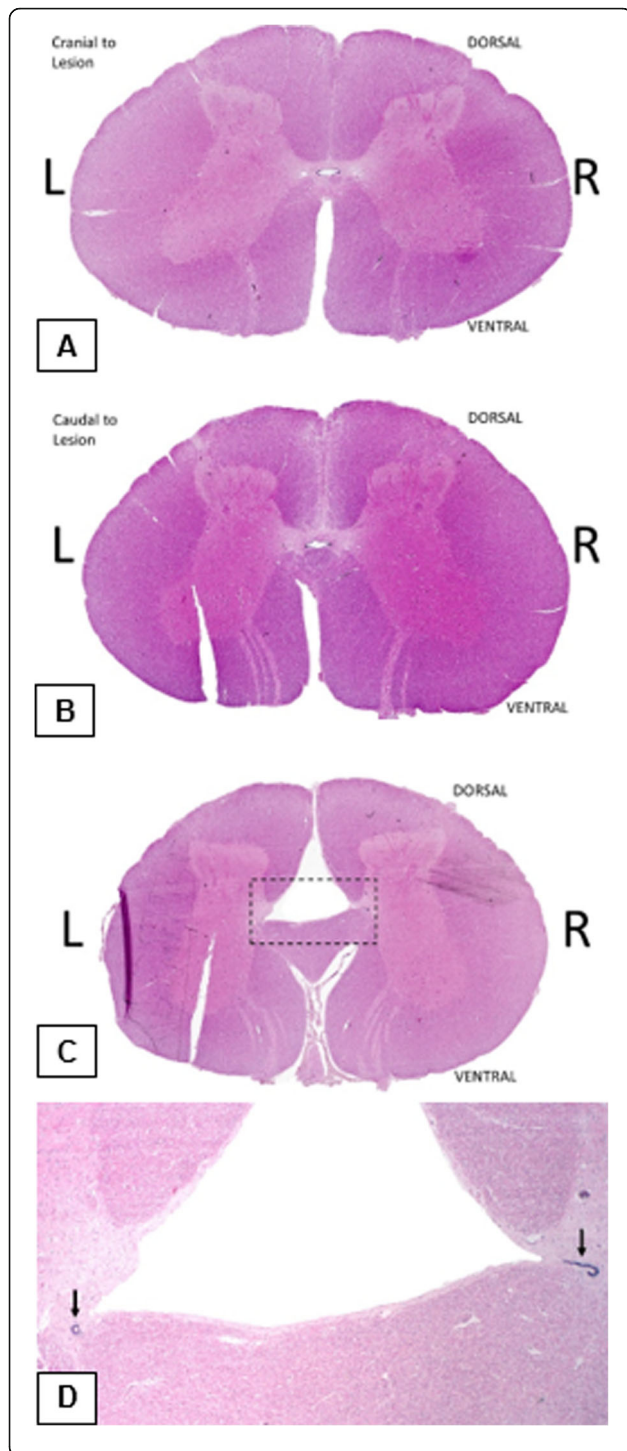 Cranial to
Lesion
DORSAL
L
R
VENTRAL
A
Caudal to
Lesion
DORSAL
L
R
VENTRAL
B
DORSAL
L
R
VENTRAL
C
D